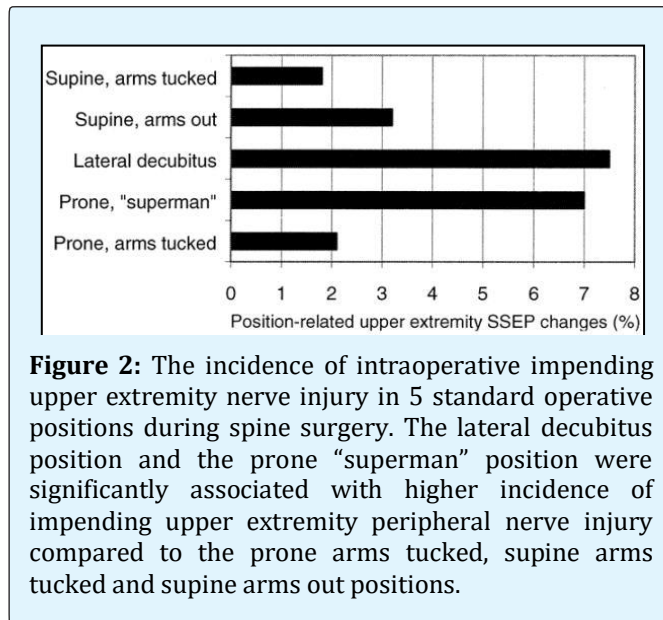 Supine, arms tucked
Supine, arms out
Lateral decubitus
Prone, "superman"
Prone, arms tucked
0 1 2 3 4 5 6 7 8
Position-related upper extremity SSEP changes (%)
Figure 2: The incidence of intraoperative impending
upper extremity nerve injury in 5 standard operative
positions during spine surgery. The lateral decubitus
position and the prone “superman” position were
significantly associated with higher incidence of
impending upper extremity peripheral nerve injury
compared to the prone arms tucked, supine arms
tucked and supine arms out positions.